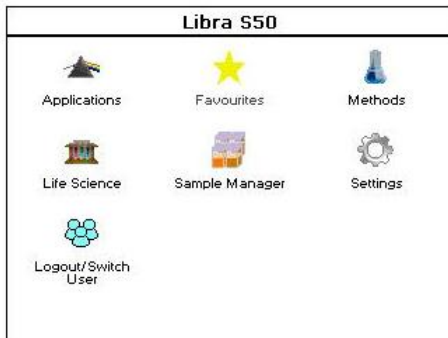 Libra S50
Applications
Favourites
Methods
Life Science
Sample Manager
Settings
Logout/Switch
User